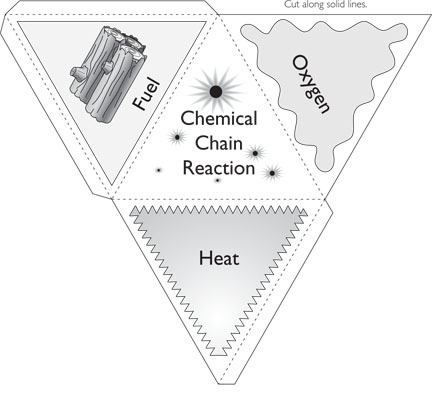 Cut along solid lines.
Fuel
Chemical
Chain
Reaction
Oxygen
Heat